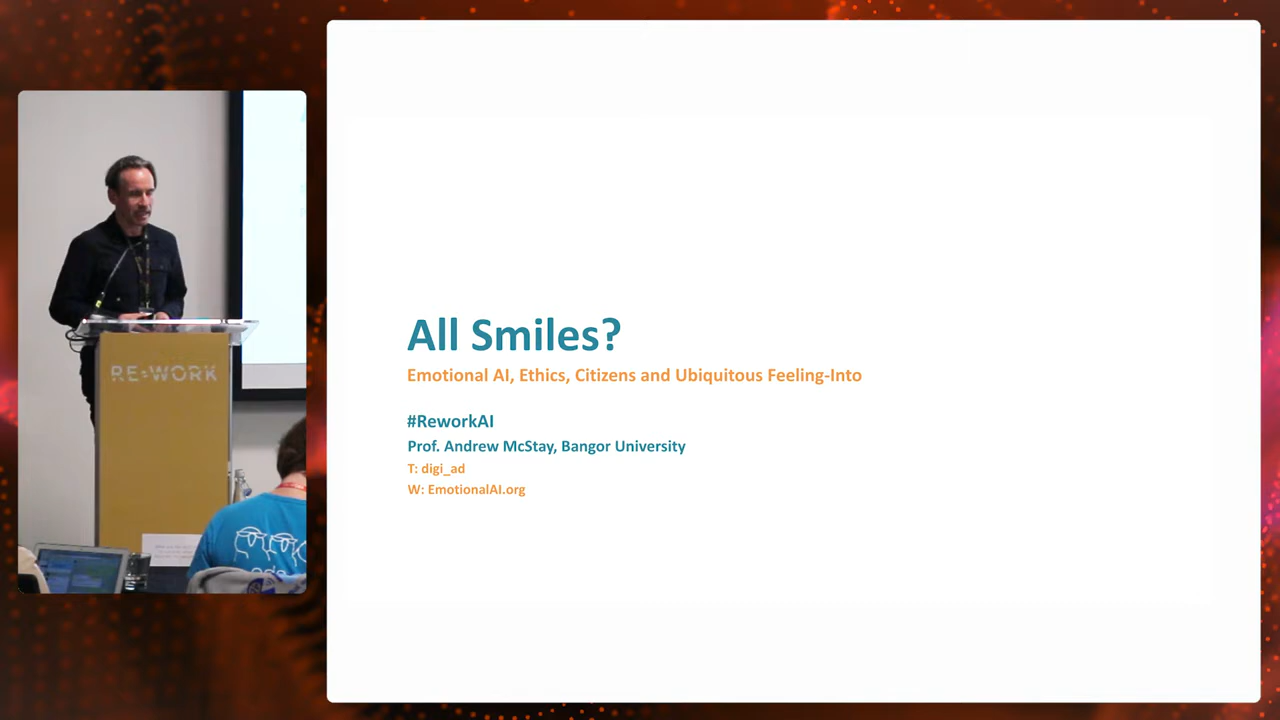 RE•WORK
All Smiles?
Emotional AI, Ethics, Citizens and Ubiquitous Feeling-Into
#ReworkAI
Prof. Andrew McStay, Bangor University
T: digi_ad
W: EmotionalAI.org